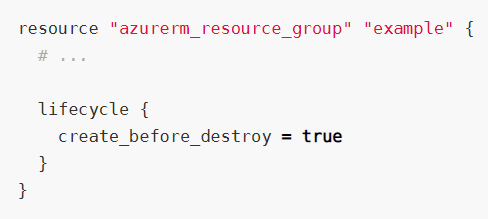 resource "azurerm_resource_group" "example" {
  # ...

  lifecycle {
    create_before_destroy = true
  }
}